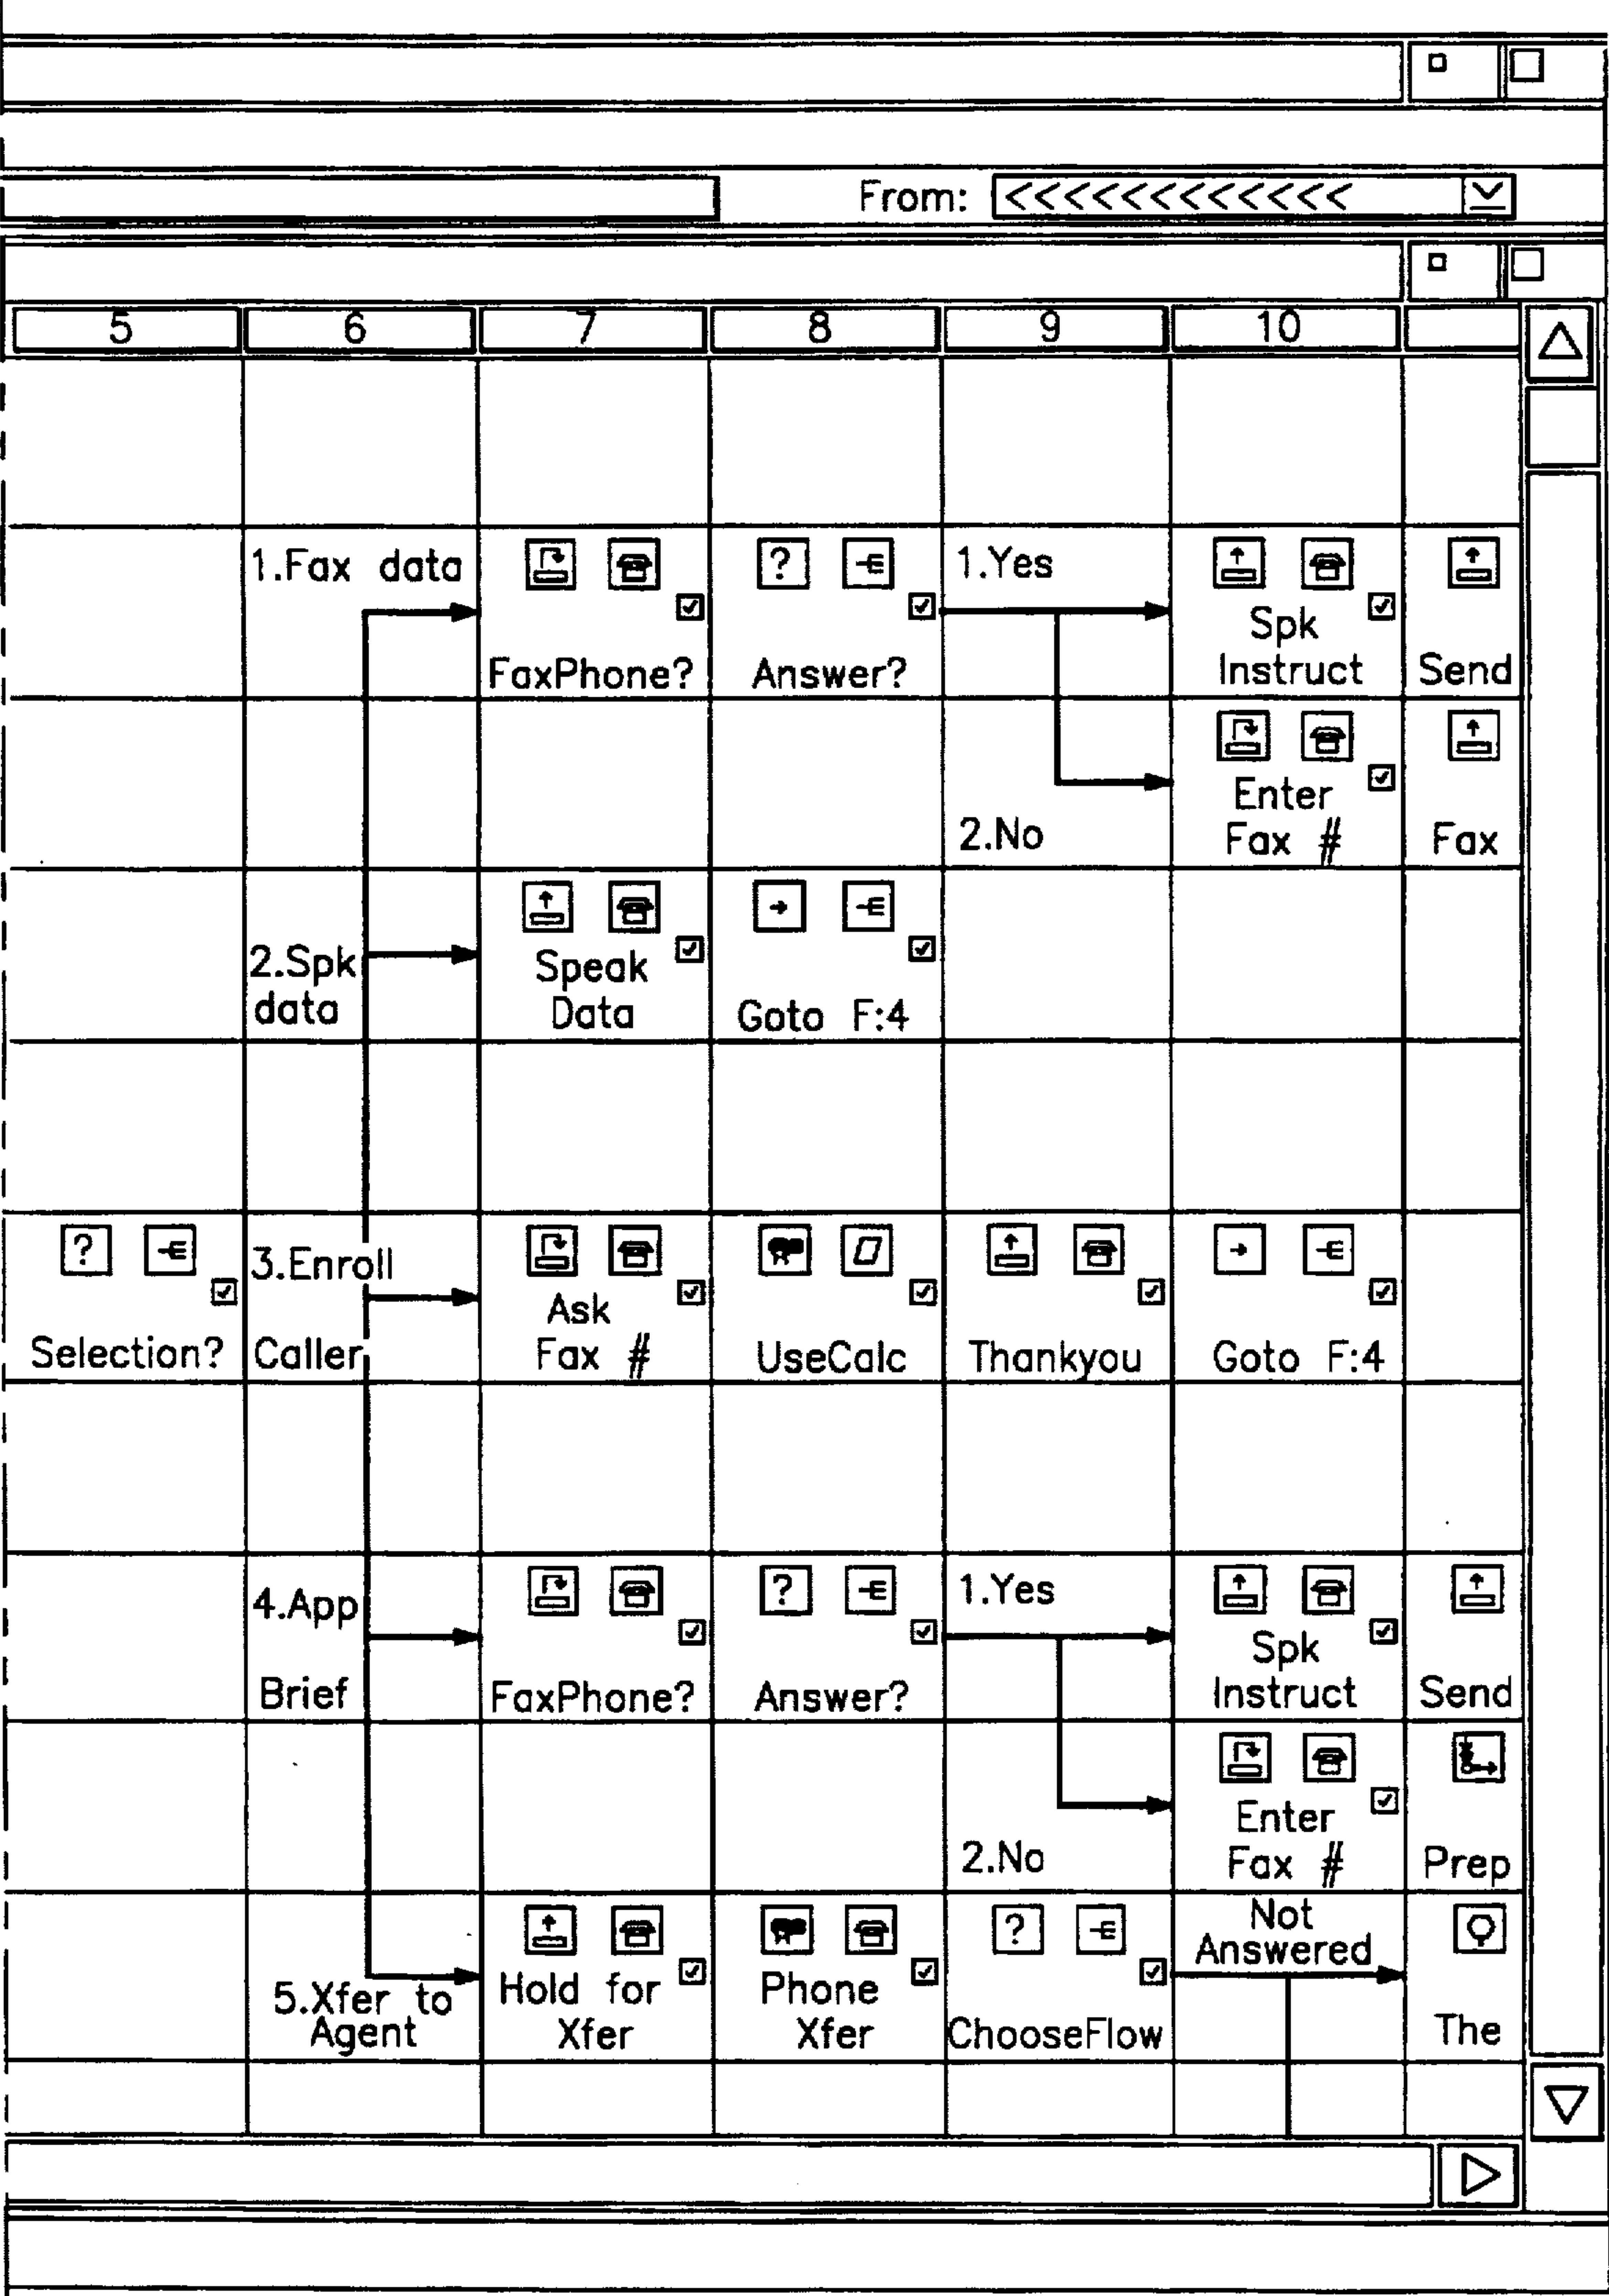 From: <<<<<<<<<<<<
5 6 7 8 9 10
1.Fax data
FaxPhone?
?
Answer?
1.Yes
Spk
Instruct
Send
2.No
Enter
Fax #
Fax
2.Spk
data
Speak
Data
Goto F:4
?
Selection?
3.Enroll
Caller
Ask
Fax #
UseCalc
Thankyou
Goto F:4
4.App
Brief
FaxPhone?
?
Answer?
1.Yes
Spk
Instruct
Send
2.No
Enter
Fax #
Prep
5.Xfer to
Agent
Hold for
Xfer
Phone
Xfer
?
ChooseFlow
Not
Answered
The